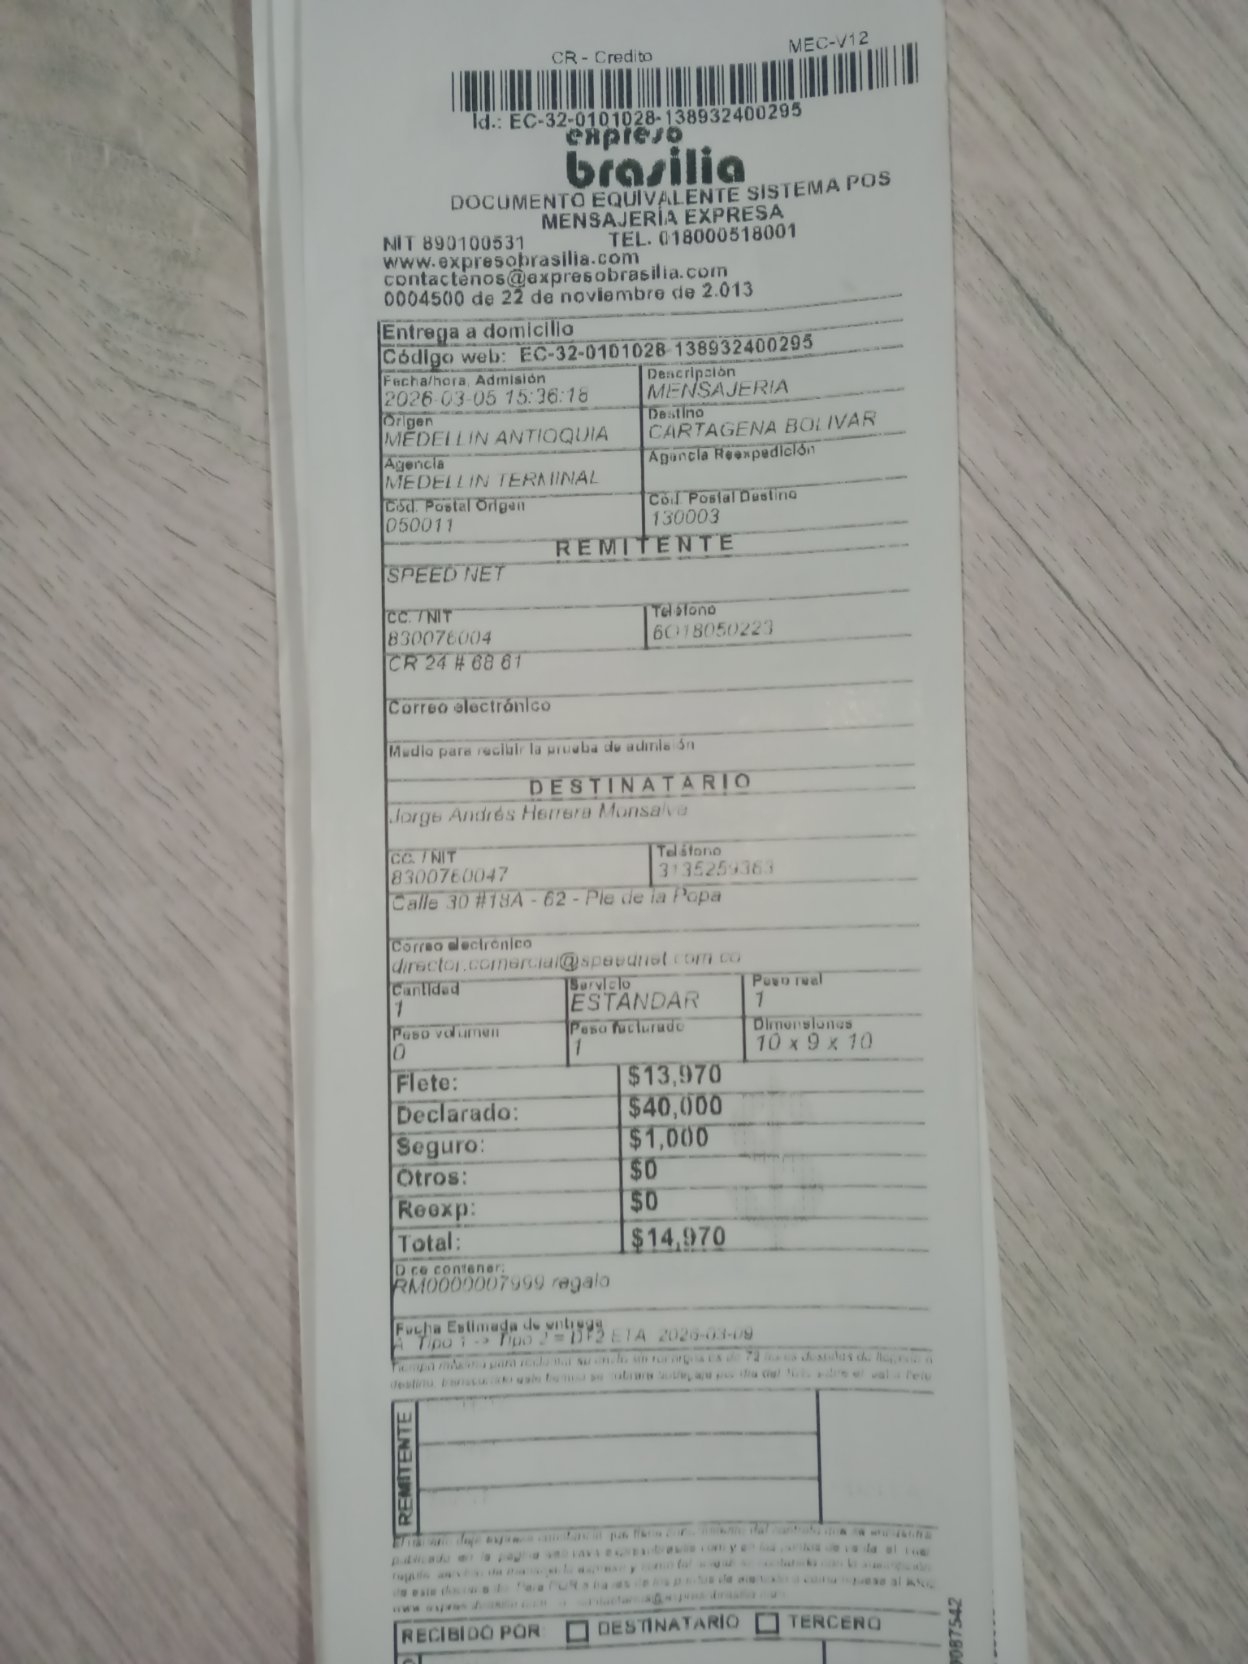 CR - Credito MEC-V12
Id.: EC-32-0101028-138932400295
expreso
brasilia
DOCUMENTO EQUIVALENTE SISTEMA POS
MENSAJERÍA EXPRESA
NIT 890100531 TEL. 018000518001
www.expresobrasilia.com
contactenos@expresobrasilia.com
0004500 de 22 de noviembre de 2.013
Entrega a domicilio
Código web: EC-32-0101028-138932400295
Fecha/hora, Admisión Descripción
2026-03-05 15:36:18 MENSAJERIA
Origen Destino
MEDELLIN ANTIOQUIA CARTAGENA BOLIVAR
Agencia Agencia Reexpedición
MEDELLIN TERMINAL
Cód. Postal Origen Cód. Postal Destino
050011 130003
REMITENTE
SPEED NET
CC. / NIT Teléfono
830076004 6018050223
CR 24 # 68 61
Correo electrónico
Medio para recibir la prueba de admisión
DESTINATARIO
Jorge Andrés Herrera Monsalve
CC. / NIT Teléfono
8300760047 3135259363
Calle 30 #18A - 62 - Pie de la Popa
Correo electrónico
director.comercial@speednet.com.co
Cantidad Servicio Peso real
1 ESTANDAR 1
Peso volumen Peso facturado Dimensiones
0 1 10 x 9 x 10
Flete: $13,970
Declarado: $40,000
Seguro: $1,000
Otros: $0
Reexp: $0
Total: $14,970
Dice contener:
RM0000007999 regalo
Fecha Estimada de entrega
A Tipo 1 -> Tipo 2 = DT2 ETA 2026-03-09
REMITENTE
RECIBIDO POR: DESTINATARIO TERCERO